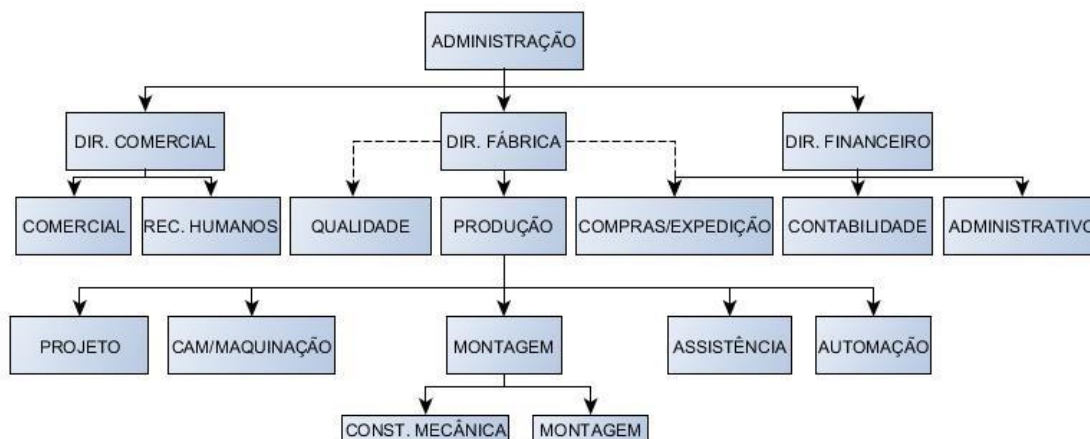 ADMINISTRAÇÃO
DIR. COMERCIAL
DIR. FÁBRICA
DIR. FINANCEIRO
COMERCIAL
REC. HUMANOS
QUALIDADE
PRODUÇÃO
COMPRAS/EXPEDIÇÃO
CONTABILIDADE
ADMINISTRATIVO
PROJETO
CAM/MAQUINAÇÃO
MONTAGEM
ASSISTÊNCIA
AUTOMAÇÃO
CONST. MECÂNICA
MONTAGEM